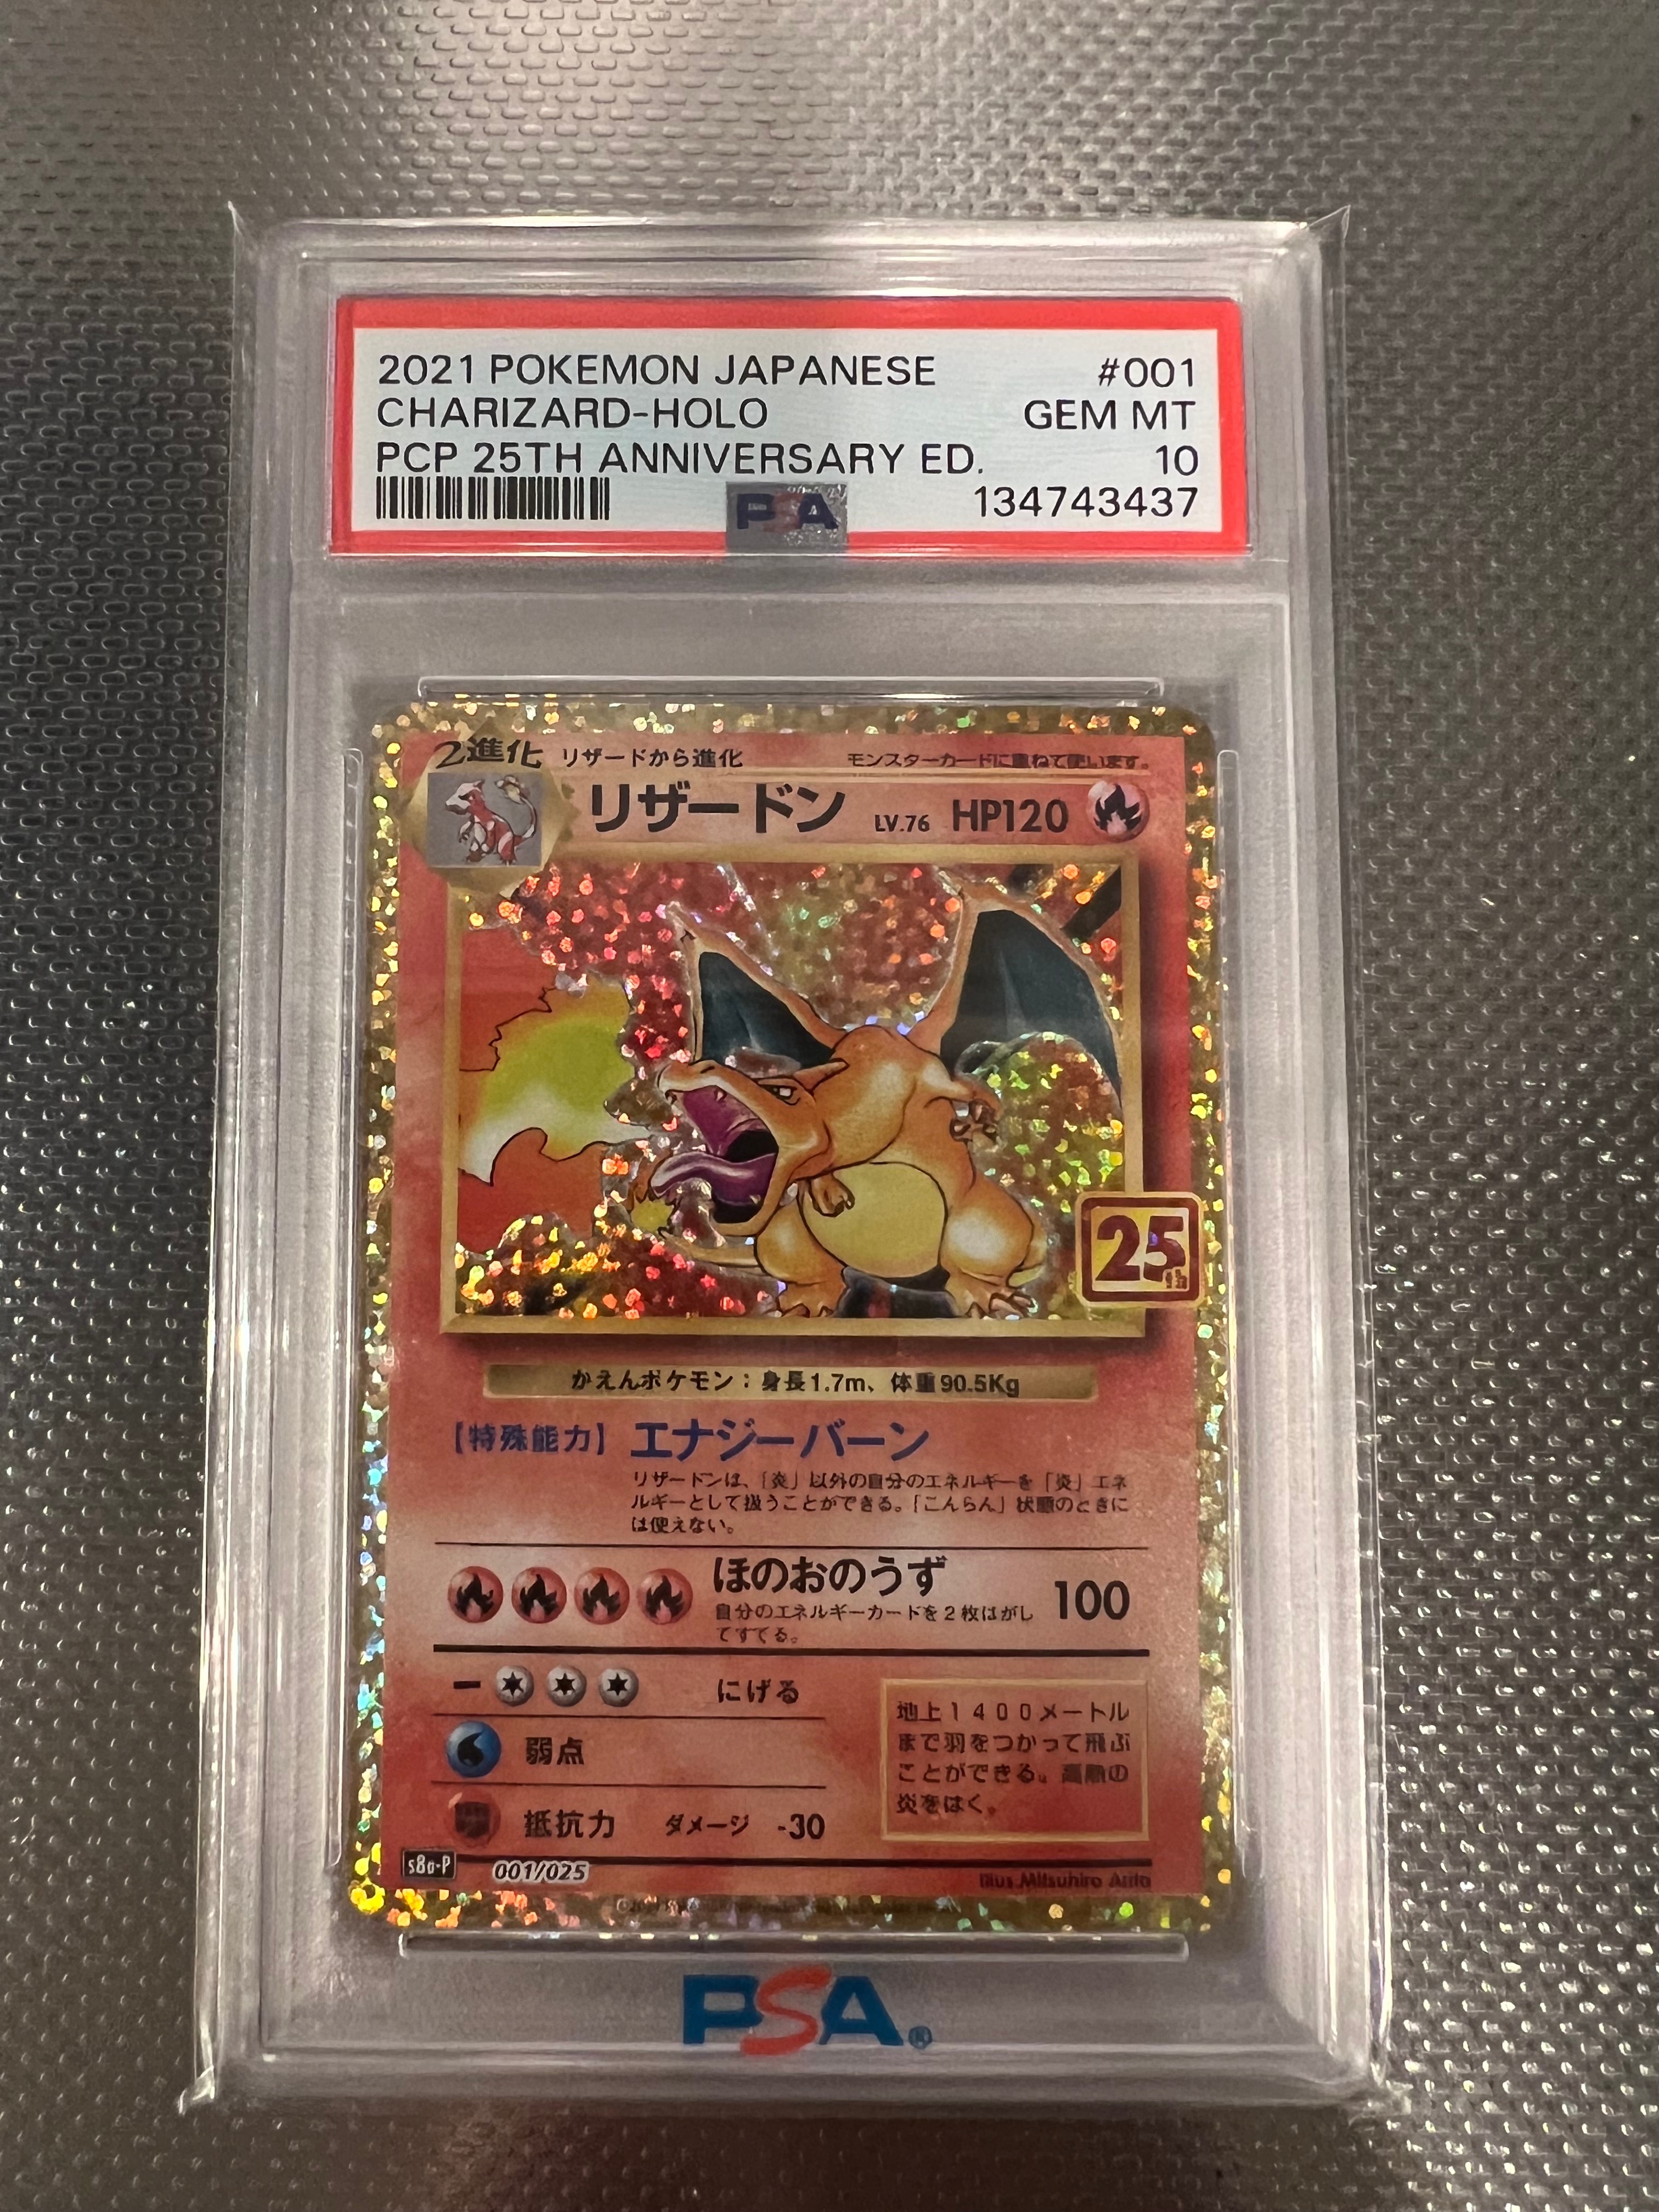 2021 POKEMON JAPANESE #001
CHARIZARD-HOLO GEM MT
PCP 25TH ANNIVERSARY ED. 10
PSA 134743437
2進化 リザードから進化 モンスターカードに重ねて使います。
リザードン LV.76 HP120
25th
かえんポケモン：身長1.7m、体重90.5Kg
【特殊能力】エナジーバーン
リザードンは、「炎」以外の自分のエネルギーを「炎」エネ
ルギーとして扱うことができる。「こんらん」状態のときに
は使えない。
ほのおのうず 100
自分のエネルギーカードを2枚はがし
てすてる。
にげる
弱点
抵抗力 ダメージ -30
地上1400メートル
まで羽をつかって飛ぶ
ことができる。高熱の
炎をはく。
s8a-P 001/025
Illus.Mitsuhiro Arita
PSA®